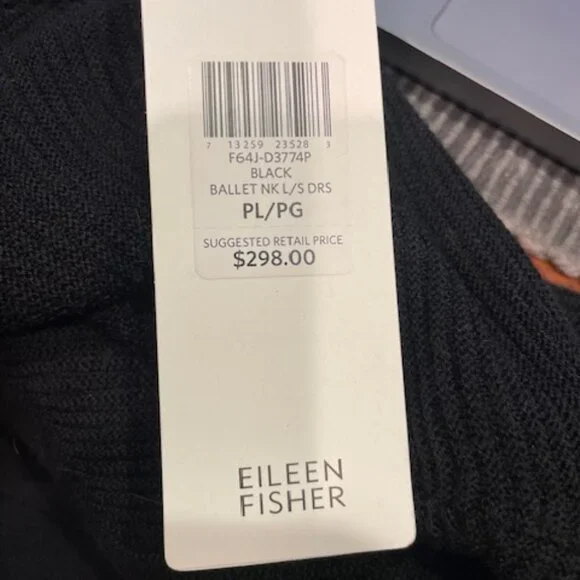 7 13259 23528 3
F64J-D3774P
BLACK
BALLET NK L/S DRS
PL/PG
SUGGESTED RETAIL PRICE
$298.00
EILEEN
FISHER